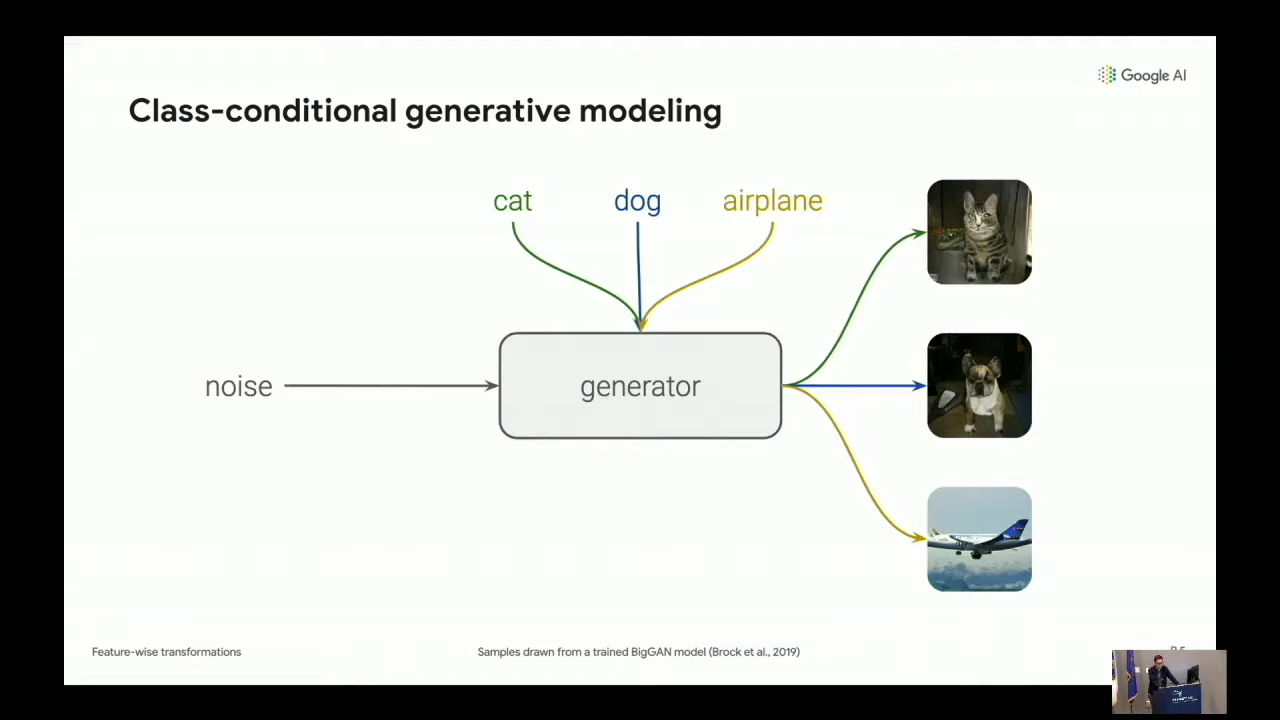 Google AI
Class-conditional generative modeling
cat dog airplane
noise
generator
Feature-wise transformations
Samples drawn from a trained BigGAN model (Brock et al., 2019)